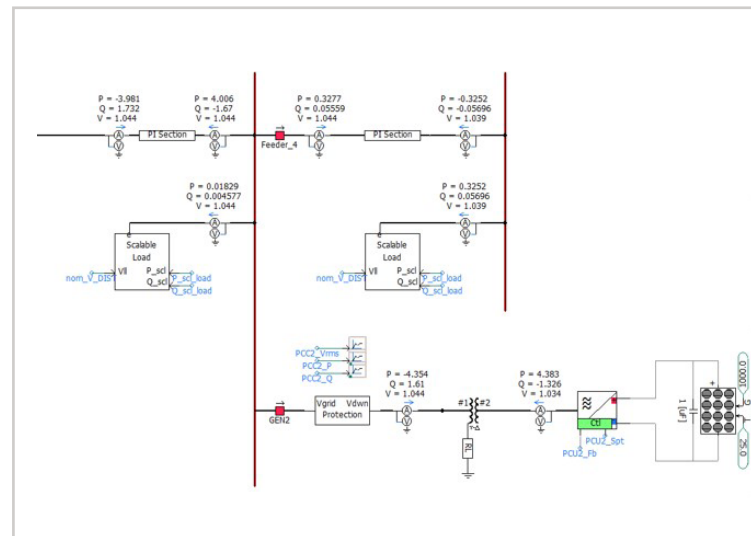 P = -3.981
Q = 1.732
V = 1.044
P = 4.006
Q = -1.67
V = 1.044
P = 0.3277
Q = 0.05559
V = 1.044
P = -0.3252
Q = -0.05696
V = 1.039
A
V
PI Section
A
V
Feeder_4
A
V
PI Section
A
V
P = 0.01829
Q = 0.004577
V = 1.044
P = 0.3252
Q = 0.05696
V = 1.039
A
V
A
V
Scalable
Load
Vll
P_scl
Q_scl
nom_V_DIST
P_scl_load
Q_scl_load
Scalable
Load
Vll
P_scl
Q_scl
nom_V_DIST
P_scl_load
Q_scl_load
PCC2_Vrms
PCC2_P
PCC2_Q
P = -4.354
Q = 1.61
V = 1.044
P = 4.383
Q = -1.326
V = 1.034
GEN2
Vgrid Vdwn
Protection
A
V
#1 #2
Y-Δ
RL
A
V
Ctl
PCU2_Spt
PCU2_Fb
1 [uF]
+
1000.0
G
T
25.0